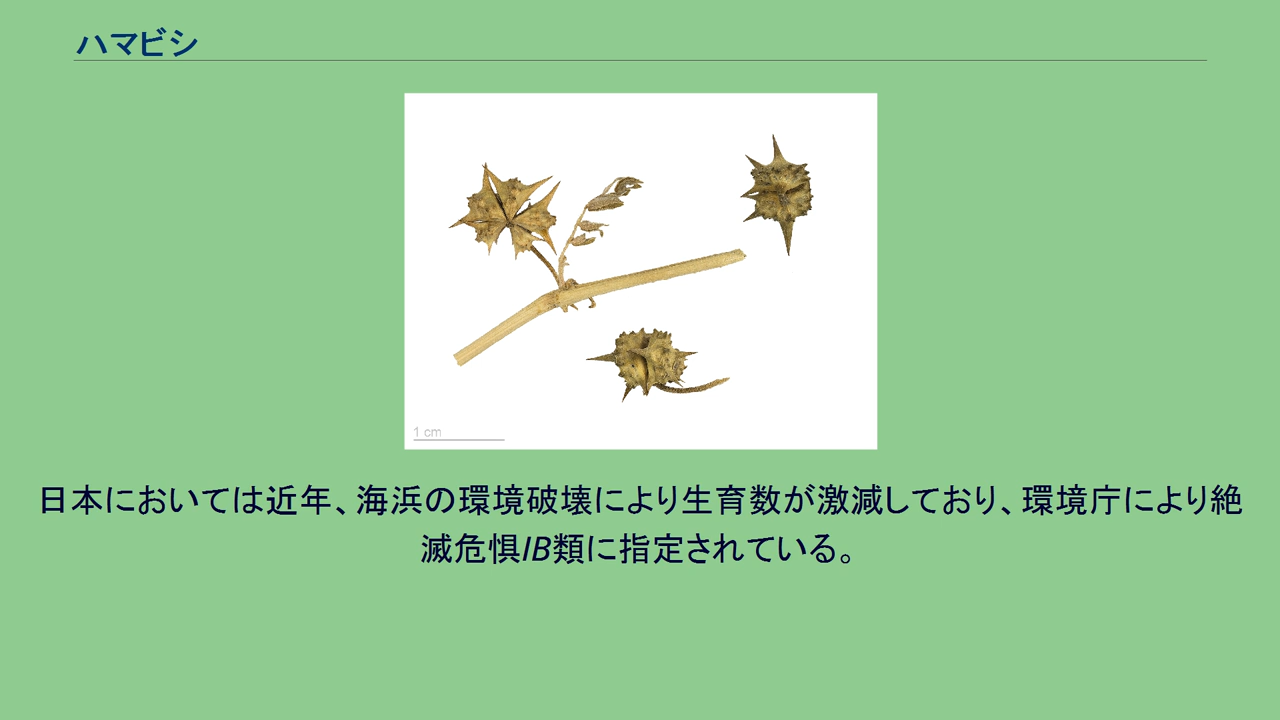 ハマビシ
1 cm
日本においては近年、海浜の環境破壊により生育数が激減しており、環境庁により絶
滅危惧IB類に指定されている。